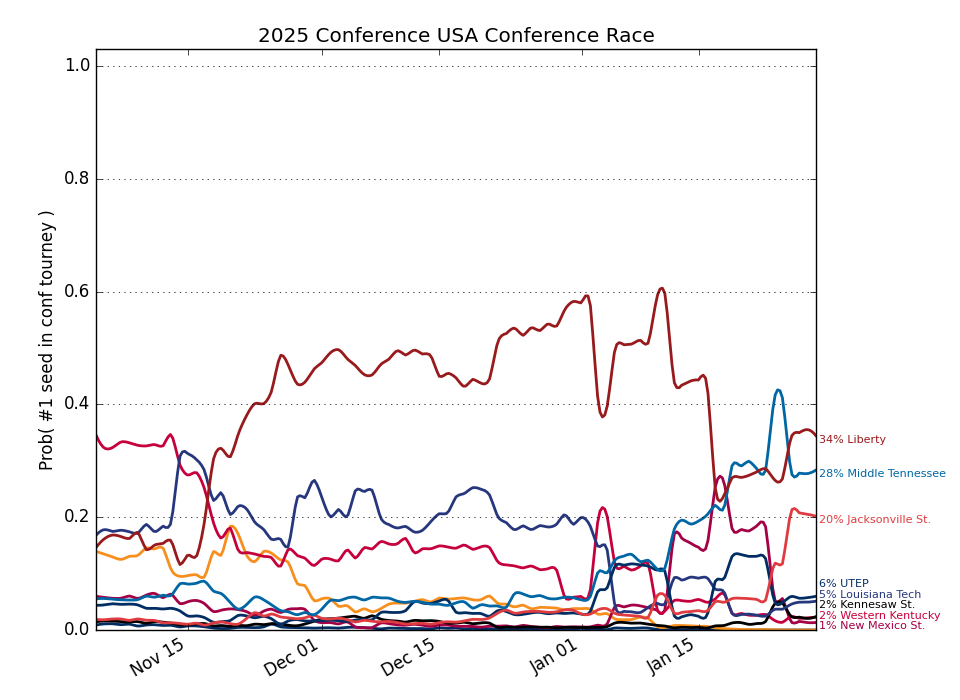 2025 Conference USA Conference Race
Prob( #1 seed in conf tourney )
1.0
0.8
0.6
0.4
0.2
0.0
Nov 15
Dec 01
Dec 15
Jan 01
Jan 15
34% Liberty
28% Middle Tennessee
20% Jacksonville St.
6% UTEP
5% Louisiana Tech
2% Kennesaw St.
2% Western Kentucky
1% New Mexico St.